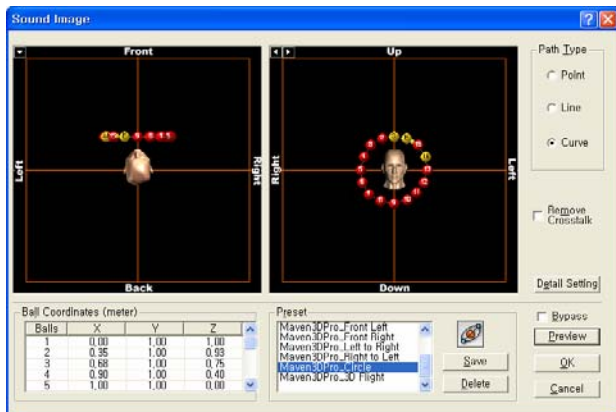 Sound Image
Front
Left
Right
Back
Up
Right
Left
Down
Path Type
Point
Line
Curve
Remove
Crosstalk
Detail Setting
Ball Coordinates (meter)
Balls X Y Z
1 0,00 1,00 1,00
2 0,35 1,00 0,93
3 0,68 1,00 0,75
4 0,90 1,00 0,40
5 1,00 1,00 0,00
Preset
Maven3DPro_Front Left
Maven3DPro_Front Right
Maven3DPro_Left to Right
Maven3DPro_Right to Left
Maven3DPro_Circle
Maven3DPro_3D Flight
Save
Delete
Bypass
Preview
OK
Cancel